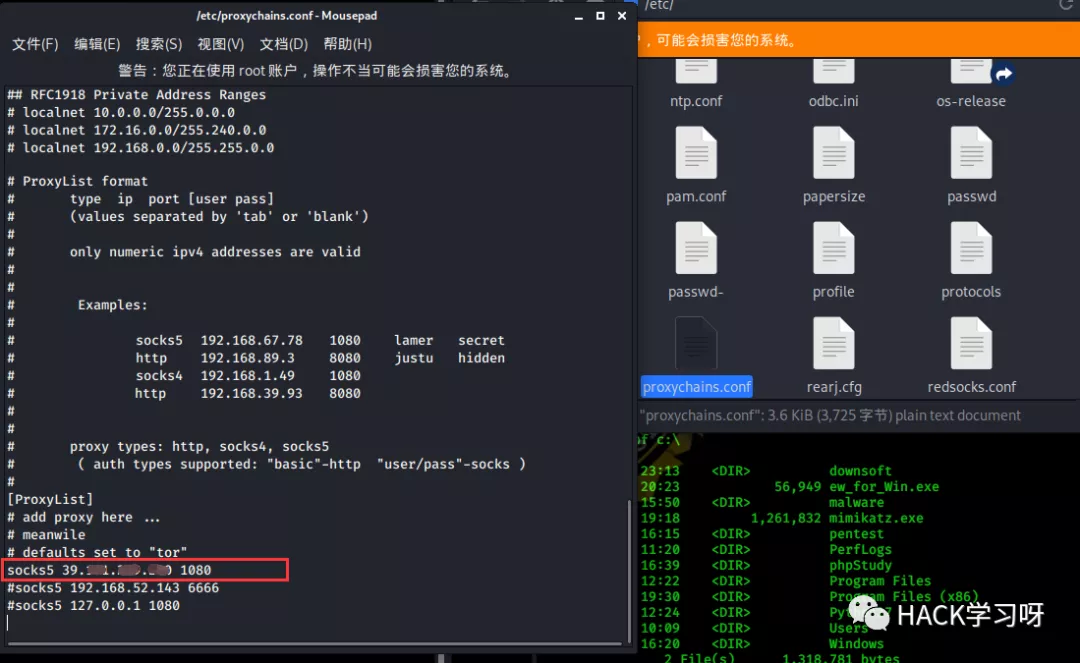 /etc/proxychains.conf - Mousepad
文件(F) 编辑(E) 搜索(S) 视图(V) 文档(D) 帮助(H)
警告：您正在使用 root 账户，操作不当可能会损害您的系统。
## RFC1918 Private Address Ranges
# localnet 10.0.0.0/255.0.0.0
# localnet 172.16.0.0/255.240.0.0
# localnet 192.168.0.0/255.255.0.0
# ProxyList format
# type ip port [user pass]
# (values separated by 'tab' or 'blank')
#
# only numeric ipv4 addresses are valid
#
#
# Examples:
#
# socks5 192.168.67.78 1080 lamer secret
# http 192.168.89.3 8080 justu hidden
# socks4 192.168.1.49 1080
# http 192.168.39.93 8080
#
#
# proxy types: http, socks4, socks5
# ( auth types supported: "basic"-http "user/pass"-socks )
#
[ProxyList]
# add proxy here ...
# meanwile
# defaults set to "tor"
socks5 39. 1080
#socks5 192.168.52.143 6666
#socks5 127.0.0.1 1080
/etc/
，可能会损害您的系统。
ntp.conf odbc.ini os-release
pam.conf papersize passwd
passwd- profile protocols
proxychains.conf rearj.cfg redsocks.conf
"proxychains.conf": 3.6 KiB (3,725 字节) plain text document
c:\
23:13 <DIR> downsoft
20:23 56,949 ew_for_Win.exe
15:50 <DIR> malware
19:18 1,261,832 mimikatz.exe
16:15 <DIR> pentest
11:20 <DIR> PerfLogs
16:39 <DIR> phpStudy
12:22 <DIR> Program Files
19:30 <DIR> Program Files (x86)
12:24 <DIR>
10:09 <DIR> Users
16:20 <DIR> Windows
2 File(s) 1,318,781 bytes
HACK学习呀